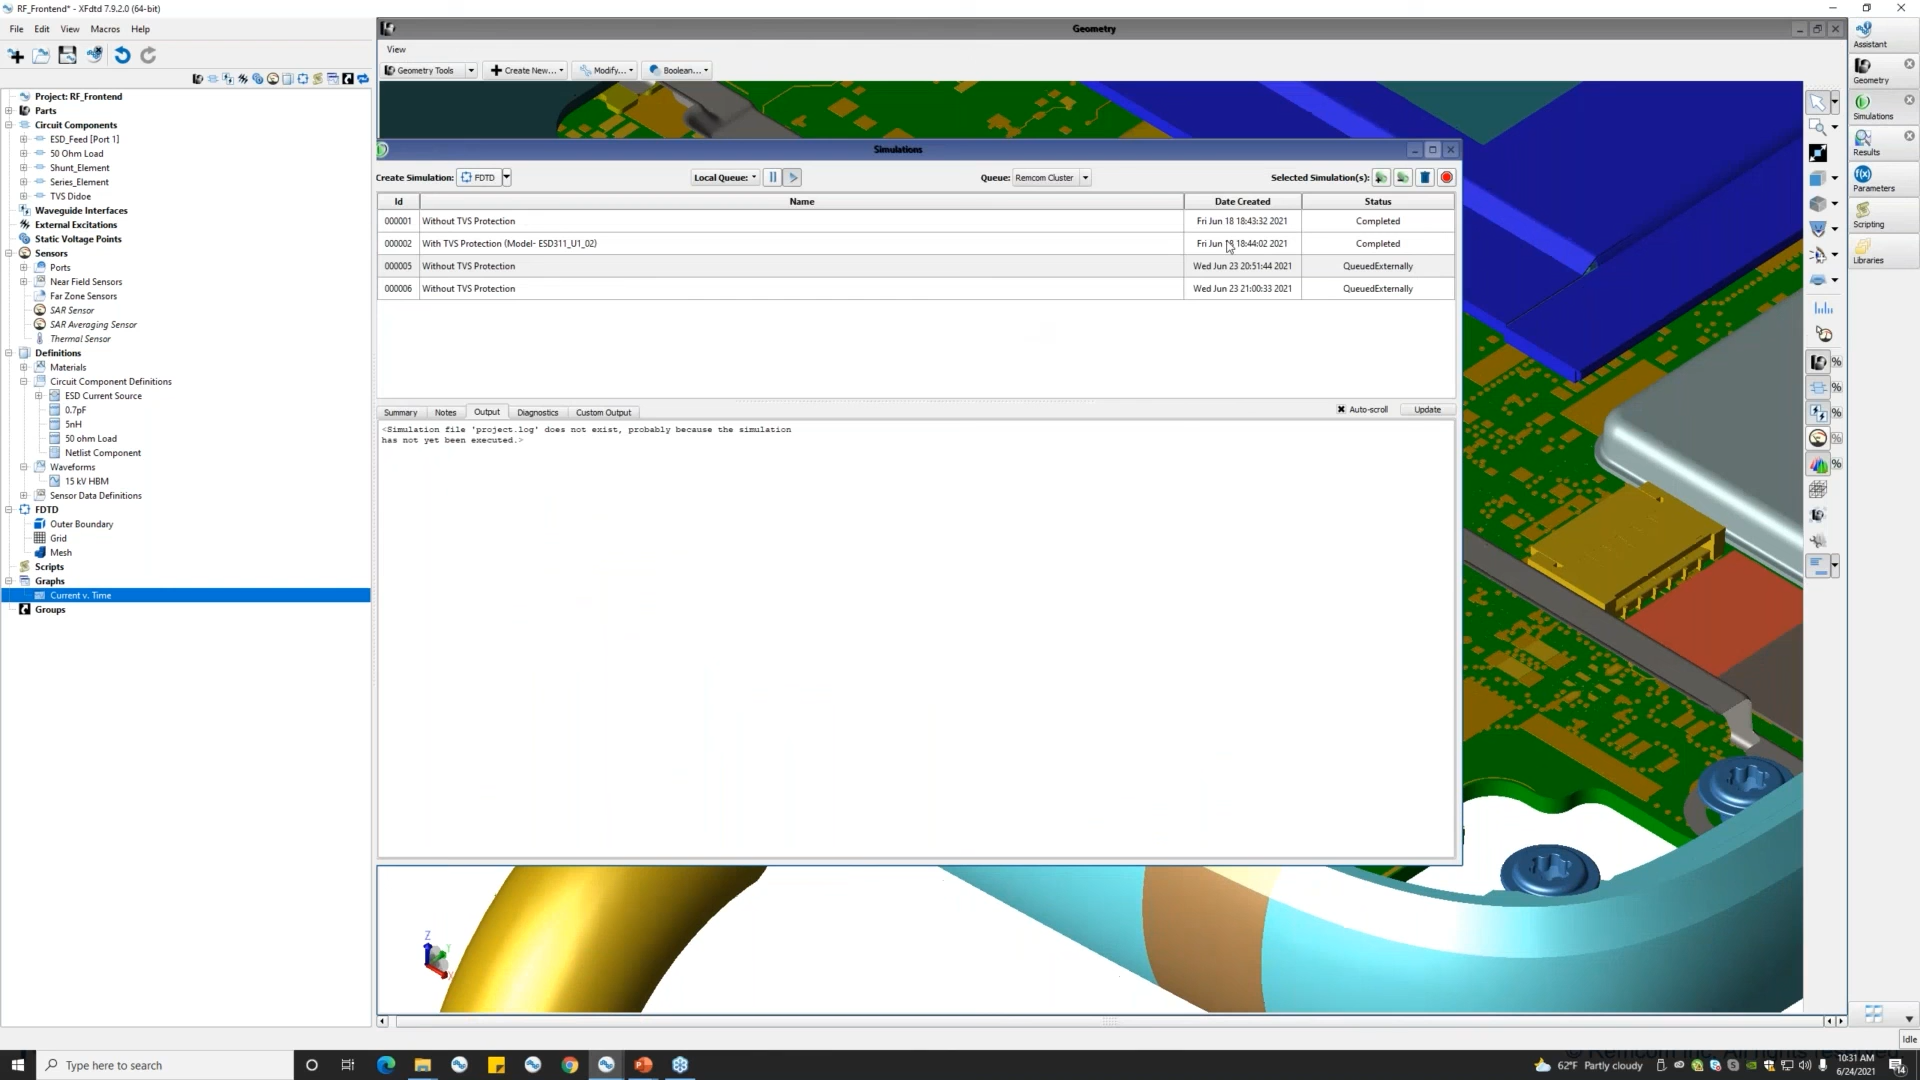 RF_Frontend* - XFdtd 7.9.2.0 (64-bit)
File Edit View Macros Help
Project: RF_Frontend
Parts
Circuit Components
ESD_Feed [Port 1]
50 Ohm Load
Shunt_Element
Series_Element
TVS Didoe
Waveguide Interfaces
External Excitations
Static Voltage Points
Sensors
Ports
Near Field Sensors
Far Zone Sensors
SAR Sensor
SAR Averaging Sensor
Thermal Sensor
Definitions
Materials
Circuit Component Definitions
ESD Current Source
0.7pF
5nH
50 ohm Load
Netlist Component
Waveforms
15 kV HBM
Sensor Data Definitions
FDTD
Outer Boundary
Grid
Mesh
Scripts
Graphs
Current v. Time
Groups
Geometry
View
Geometry Tools Create New... Modify... Boolean...
Simulations
Create Simulation: FDTD Local Queue: Queue: Remcom Cluster Selected Simulation(s):
Id Name Date Created Status
000001 Without TVS Protection Fri Jun 18 18:43:32 2021 Completed
000002 With TVS Protection (Model- ESD311_U1_02) Fri Jun 18 18:44:02 2021 Completed
000005 Without TVS Protection Wed Jun 23 20:51:44 2021 QueuedExternally
000006 Without TVS Protection Wed Jun 23 21:00:33 2021 QueuedExternally
Summary Notes Output Diagnostics Custom Output Auto-scroll Update
<Simulation file 'project.log' does not exist, probably because the simulation
has not yet been executed.>
Z
Y
X
Assistant
Geometry
Simulations
Results
f(x)
Parameters
Scripting
Libraries
%
%
%
%
%
Idle
Type here to search
62°F Partly cloudy
10:31 AM
6/24/2021
14